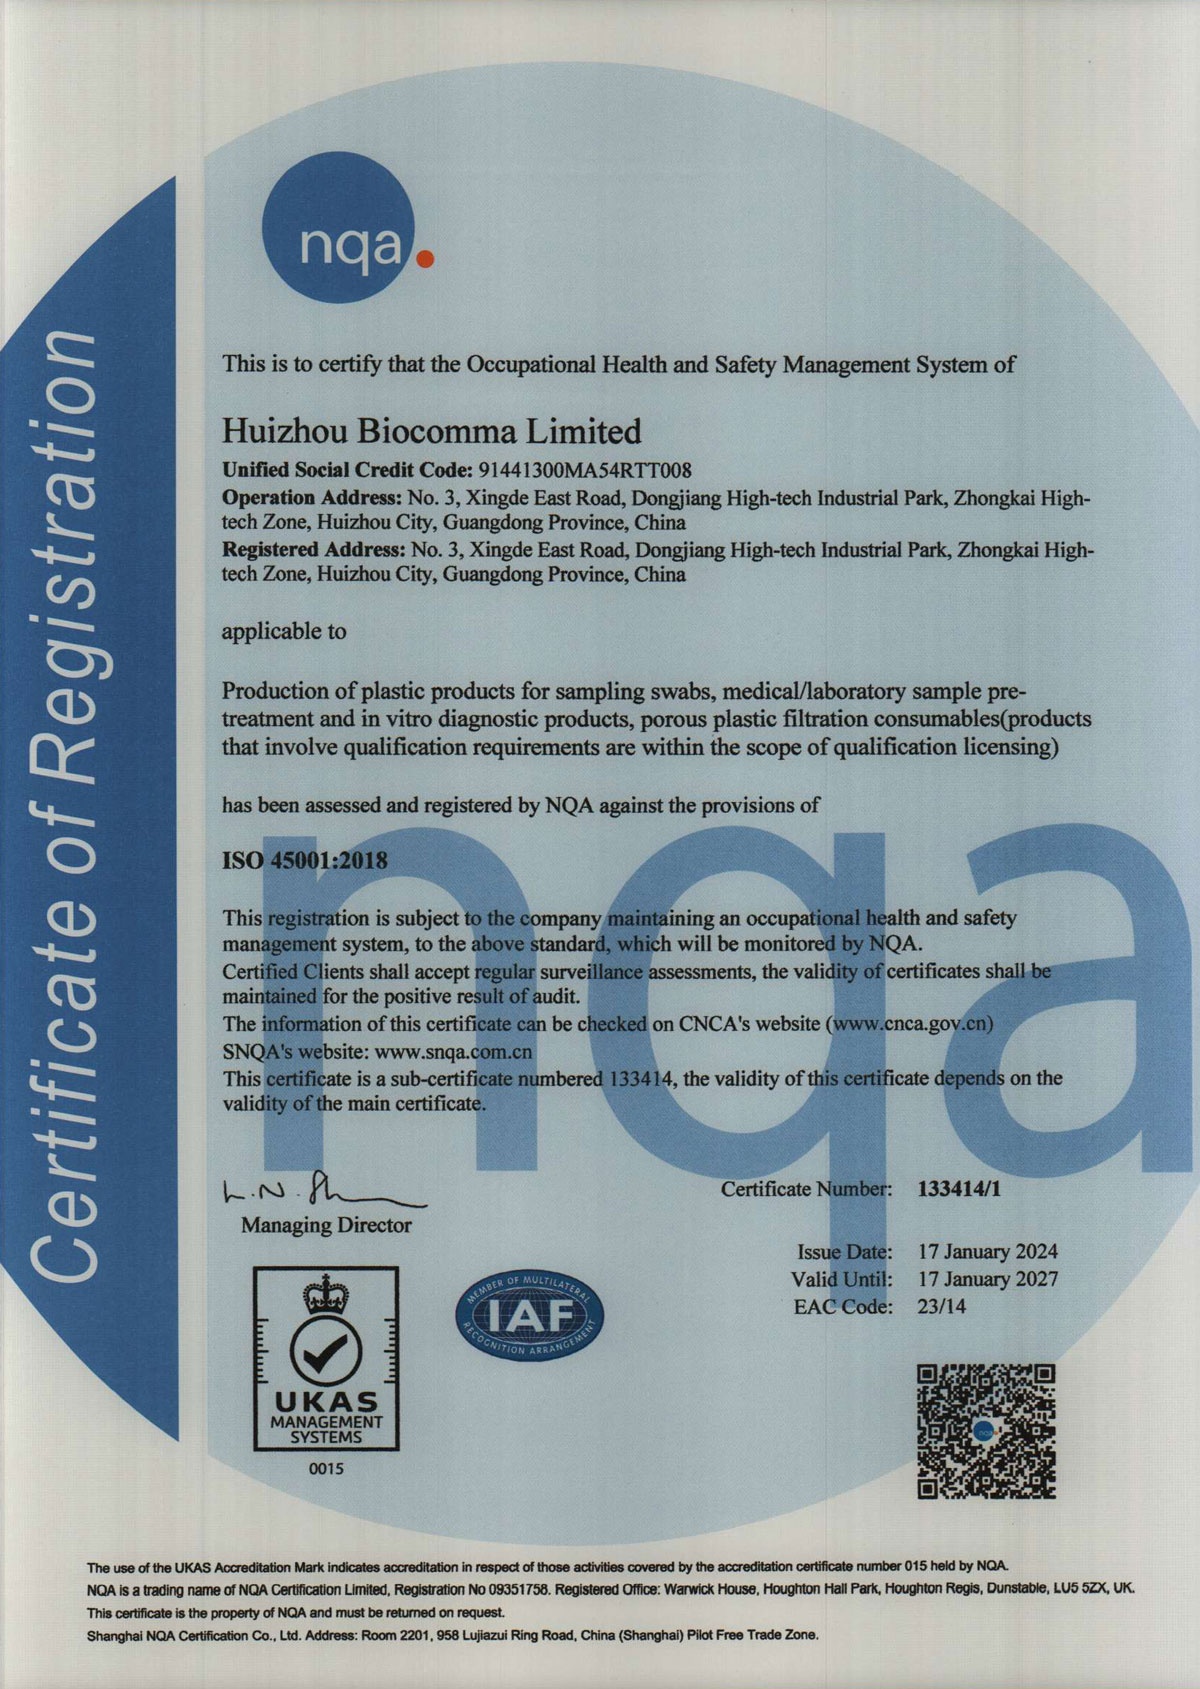 nqa.
Certificate of Registration
This is to certify that the Occupational Health and Safety Management System of
Huizhou Biocomma Limited
Unified Social Credit Code: 91441300MA54RTT008
Operation Address: No. 3, Xingde East Road, Dongjiang High-tech Industrial Park, Zhongkai High-
tech Zone, Huizhou City, Guangdong Province, China
Registered Address: No. 3, Xingde East Road, Dongjiang High-tech Industrial Park, Zhongkai High-
tech Zone, Huizhou City, Guangdong Province, China
applicable to
Production of plastic products for sampling swabs, medical/laboratory sample pre-
treatment and in vitro diagnostic products, porous plastic filtration consumables(products
that involve qualification requirements are within the scope of qualification licensing)
has been assessed and registered by NQA against the provisions of
nqa
ISO 45001:2018
This registration is subject to the company maintaining an occupational health and safety
management system, to the above standard, which will be monitored by NQA.
Certified Clients shall accept regular surveillance assessments, the validity of certificates shall be
maintained for the positive result of audit.
The information of this certificate can be checked on CNCA's website (www.cnca.gov.cn)
SNQA's website: www.snqa.com.cn
This certificate is a sub-certificate numbered 133414, the validity of this certificate depends on the
validity of the main certificate.
Managing Director
Certificate Number: 133414/1
Issue Date: 17 January 2024
Valid Until: 17 January 2027
EAC Code: 23/14
UKAS
MANAGEMENT
SYSTEMS
0015
MEMBER OF MULTILATERAL
IAF
RECOGNITION ARRANGEMENT
nqa.
The use of the UKAS Accreditation Mark indicates accreditation in respect of those activities covered by the accreditation certificate number 015 held by NQA.
NQA is a trading name of NQA Certification Limited, Registration No 09351758. Registered Office: Warwick House, Houghton Hall Park, Houghton Regis, Dunstable, LU5 5ZX, UK.
This certificate is the property of NQA and must be returned on request.
Shanghai NQA Certification Co., Ltd. Address: Room 2201, 958 Lujiazui Ring Road, China (Shanghai) Pilot Free Trade Zone.